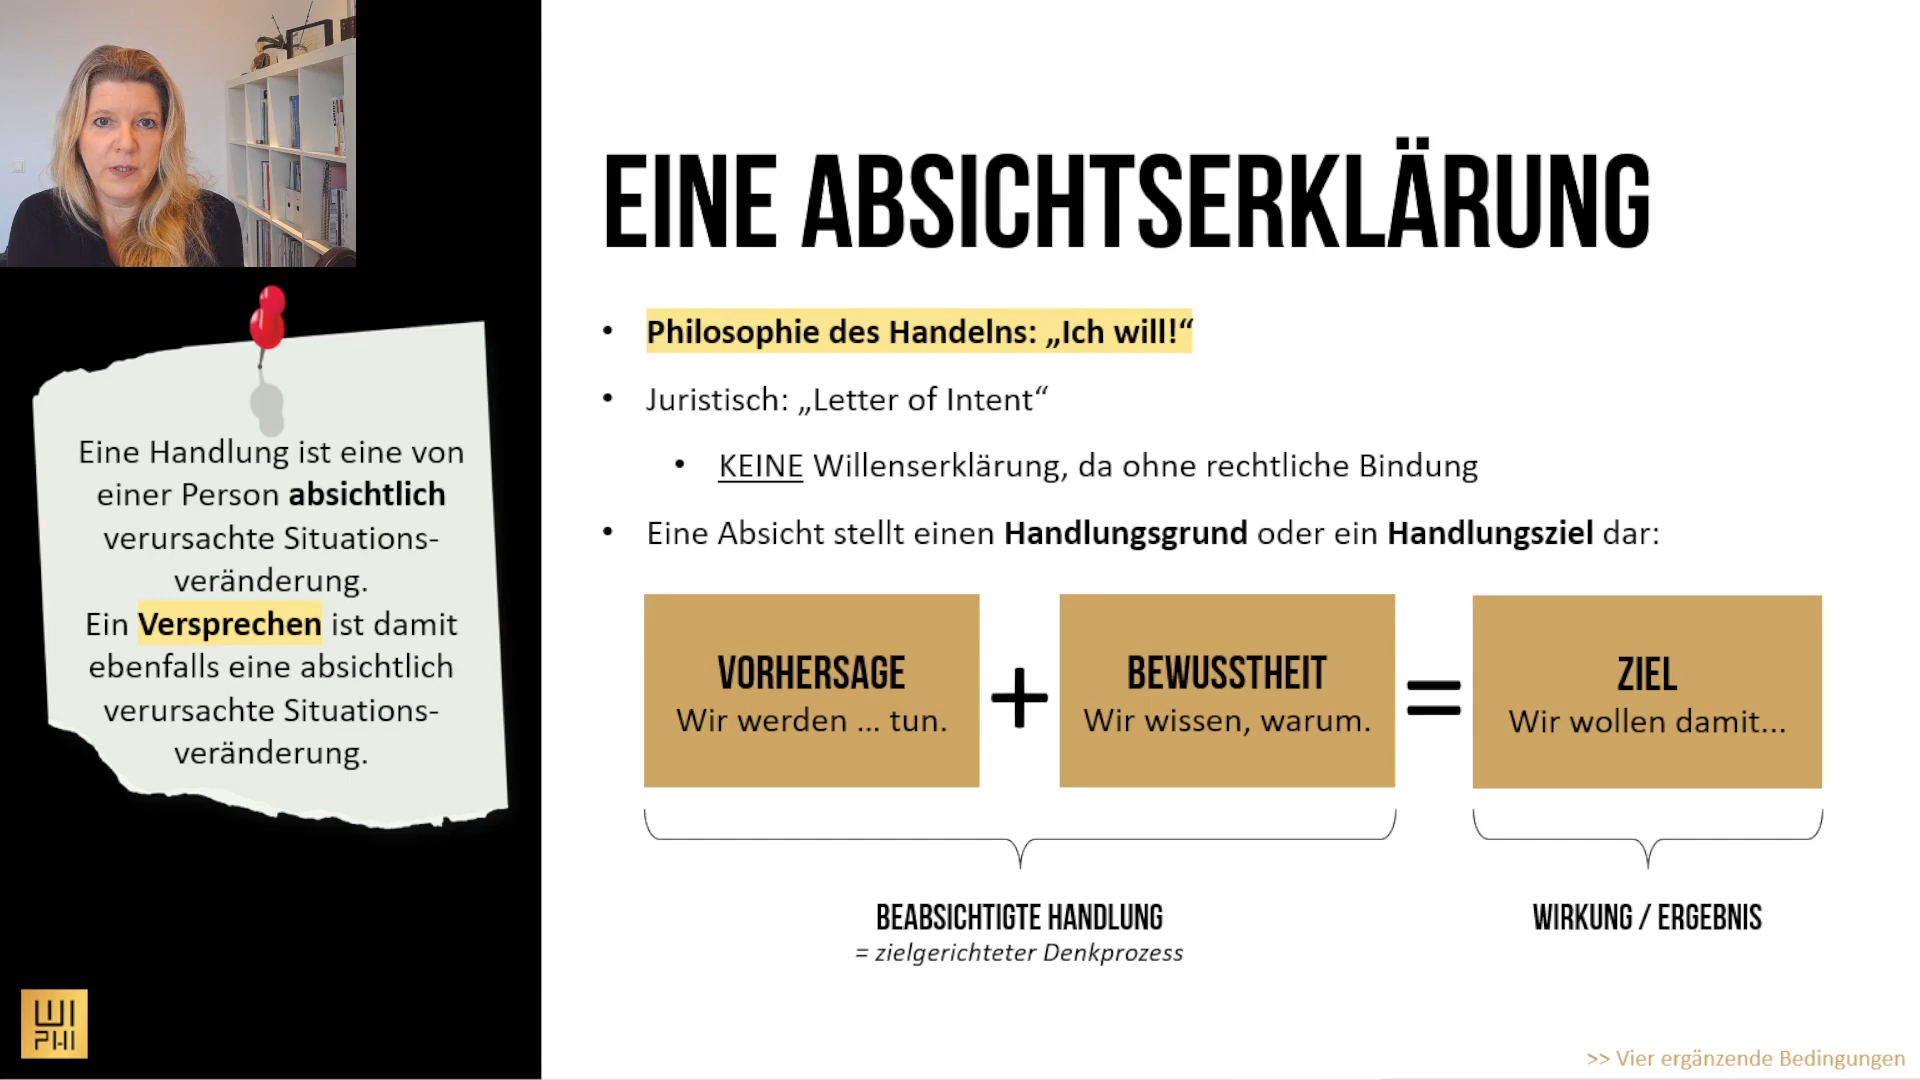 EINE ABSICHTSERKLÄRUNG
• Philosophie des Handelns: „Ich will!“
• Juristisch: „Letter of Intent“
• KEINE Willenserklärung, da ohne rechtliche Bindung
• Eine Absicht stellt einen Handlungsgrund oder ein Handlungsziel dar:
VORHERSAGE
Wir werden ... tun.
+
BEWUSSTHEIT
Wir wissen, warum.
=
ZIEL
Wir wollen damit...
BEABSICHTIGTE HANDLUNG
= zielgerichteter Denkprozess
WIRKUNG / ERGEBNIS
Eine Handlung ist eine von
einer Person absichtlich
verursachte Situations-
veränderung.
Ein Versprechen ist damit
ebenfalls eine absichtlich
verursachte Situations-
veränderung.
WI
PHI
>> Vier ergänzende Bedingungen